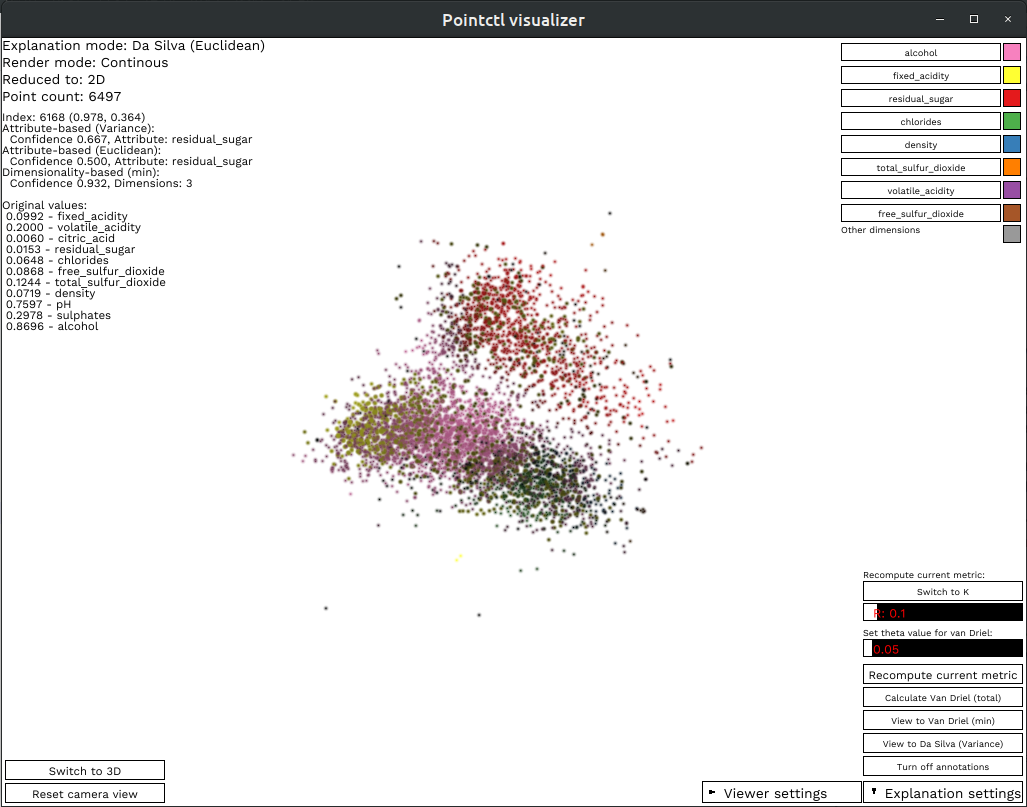 Pointctl visualizer
Explanation mode: Da Silva (Euclidean)
Render mode: Continous
Reduced to: 2D
Point count: 6497
Index: 6168 (0.978, 0.364)
Attribute-based (Variance):
Confidence 0.667, Attribute: residual_sugar
Attribute-based (Euclidean):
Confidence 0.500, Attribute: residual_sugar
Dimensionality-based (min):
Confidence 0.932, Dimensions: 3
Original values:
0.0992 - fixed_acidity
0.2000 - volatile_acidity
0.0060 - citric_acid
0.0153 - residual_sugar
0.0648 - chlorides
0.0868 - free_sulfur_dioxide
0.1244 - total_sulfur_dioxide
0.0719 - density
0.7597 - pH
0.2978 - sulphates
0.8696 - alcohol
alcohol
fixed_acidity
residual_sugar
chlorides
density
total_sulfur_dioxide
volatile_acidity
free_sulfur_dioxide
Other dimensions
Recompute current metric:
Switch to K
R: 0.1
Set theta value for van Driel:
0.05
Recompute current metric
Calculate Van Driel (total)
View to Van Driel (min)
View to Da Silva (Variance)
Turn off annotations
Switch to 3D
Reset camera view
Viewer settings
Explanation settings